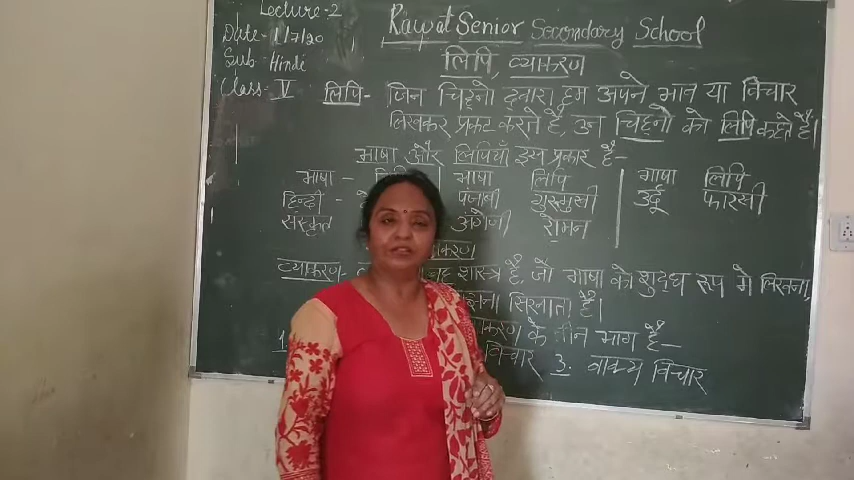 Lecture-2
Rawat Senior Secondary School
Date- 1/7/20
Sub- Hindi
Class- V
लिपि, व्याकरण
लिपि- जिन चिह्नो द्वारा हम अपने भाव या विचार
लिखकर प्रकट करते है, उन चिह्नो को लिपि कहते है।
भाषा और लिपियाँ इस प्रकार है-
भाषा - भाषा लिपि भाषा लिपि
हिन्दी - पंजाबी गुरूमुखी उर्दू फारसी
संस्कृत अंग्रेजी रोमन
व्याकरण- शास्त्र है, जो भाषा को शुद्ध रूप मे लिखना,
सिखाता है।
के तीन भाग है-
1. विचार 3. वाक्य विचार